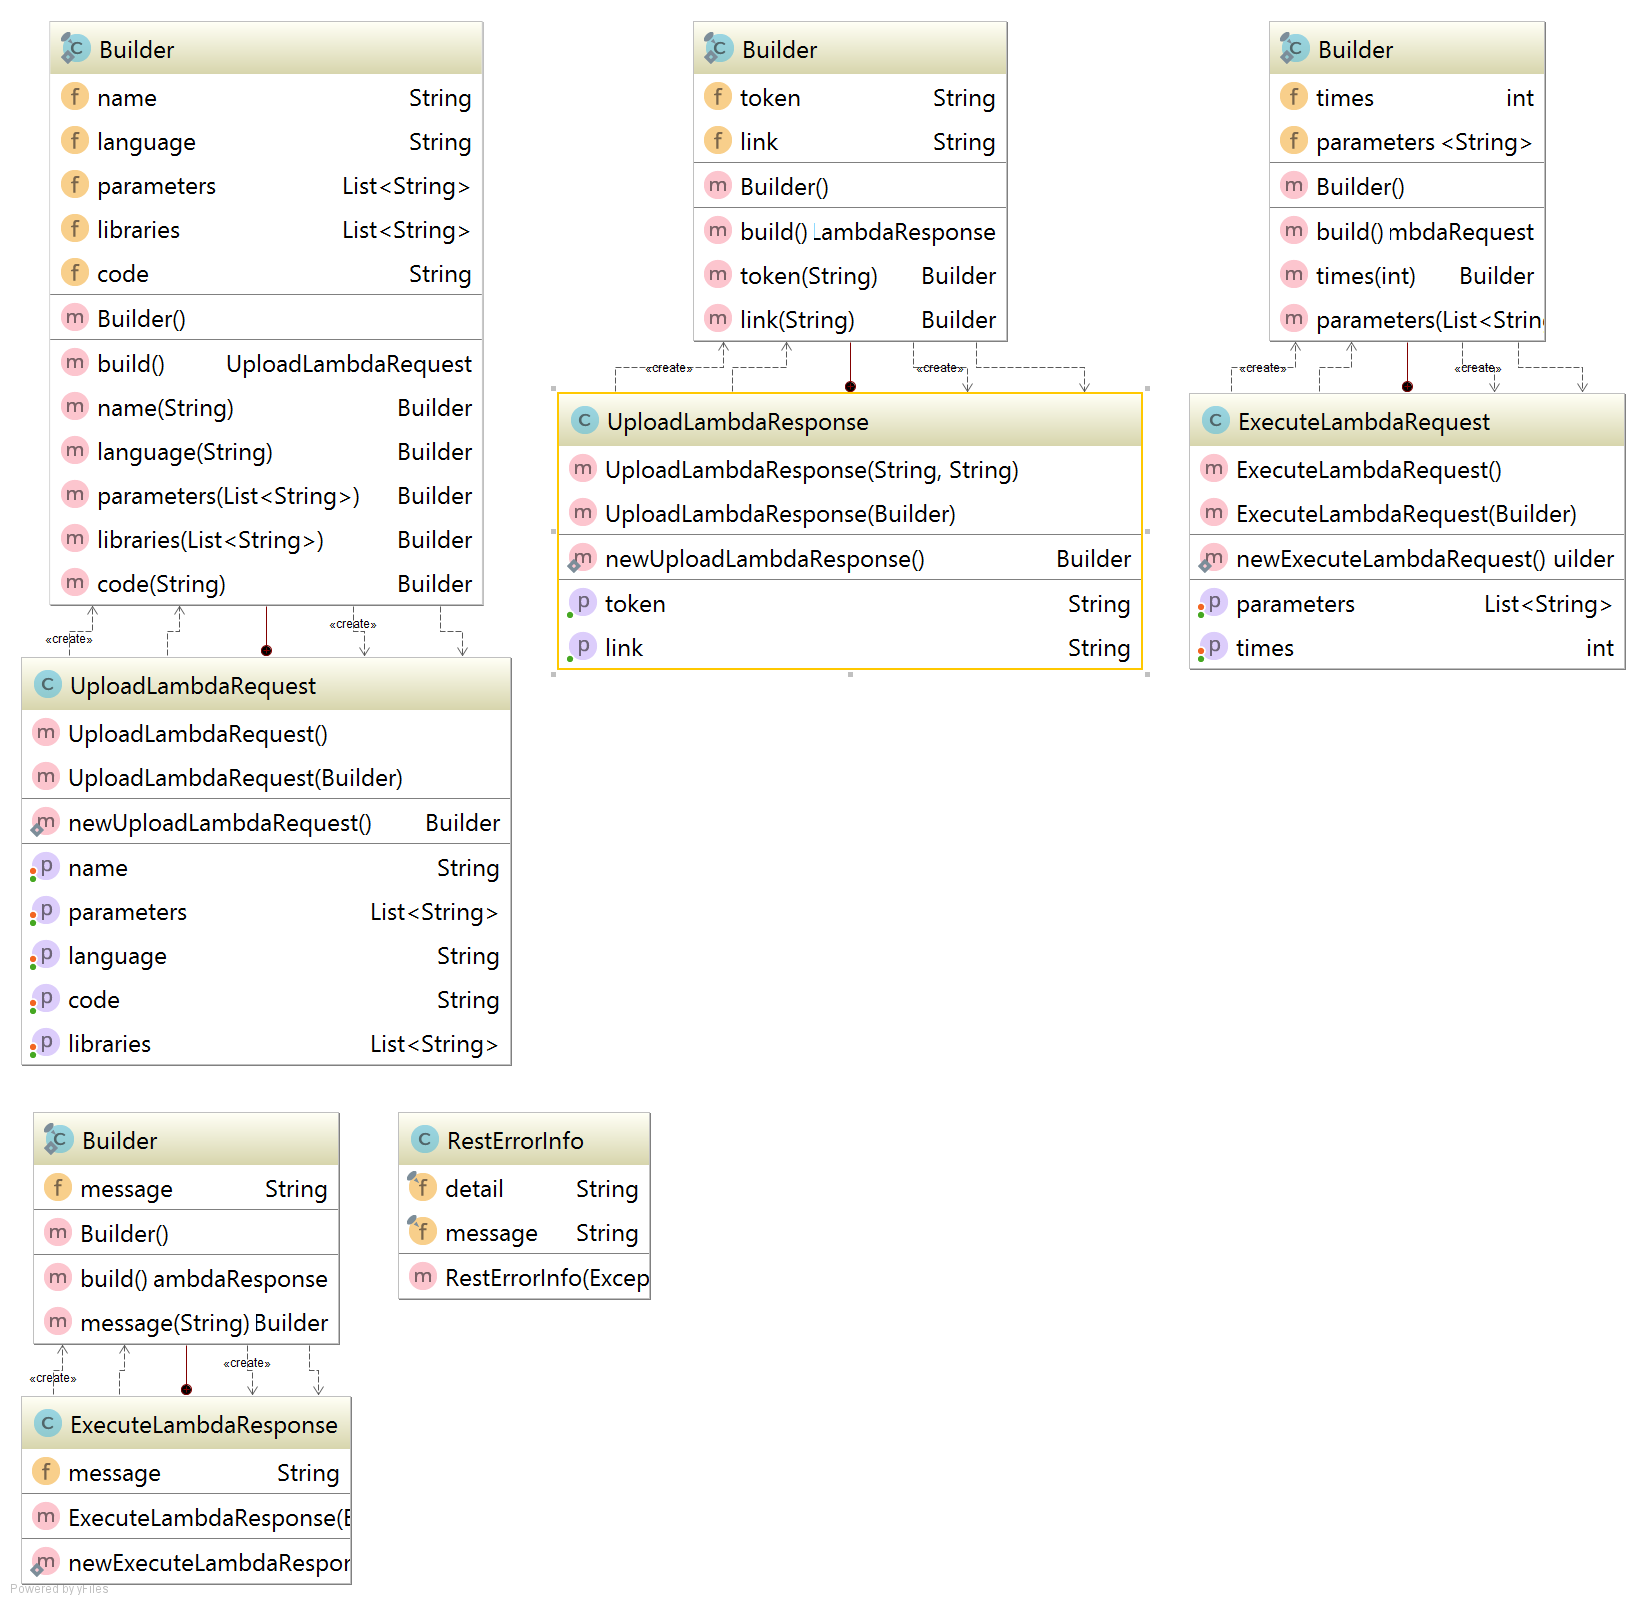 Builder
f name String
f language String
f parameters List<String>
f libraries List<String>
f code String
m Builder()
m build() UploadLambdaRequest
m name(String) Builder
m language(String) Builder
m parameters(List<String>) Builder
m libraries(List<String>) Builder
m code(String) Builder
«create»
«create»
C UploadLambdaRequest
m UploadLambdaRequest()
m UploadLambdaRequest(Builder)
m newUploadLambdaRequest() Builder
p name String
p parameters List<String>
p language String
p code String
p libraries List<String>
C Builder
f token String
f link String
m Builder()
m build() LambdaResponse
m token(String) Builder
m link(String) Builder
«create»
«create»
C UploadLambdaResponse
m UploadLambdaResponse(String, String)
m UploadLambdaResponse(Builder)
m newUploadLambdaResponse() Builder
p token String
p link String
C Builder
f times int
f parameters <String>
m Builder()
m build() mbdaRequest
m times(int) Builder
m parameters(List<Strin
«create»
«create»
C ExecuteLambdaRequest
m ExecuteLambdaRequest()
m ExecuteLambdaRequest(Builder)
m newExecuteLambdaRequest() uilder
p parameters List<String>
p times int
C Builder
f message String
m Builder()
m build() ambdaResponse
m message(String) Builder
«create»
«create»
C ExecuteLambdaResponse
f message String
m ExecuteLambdaResponse(B
m newExecuteLambdaRespon
C RestErrorInfo
f detail String
f message String
m RestErrorInfo(Excep
Powered by yFiles